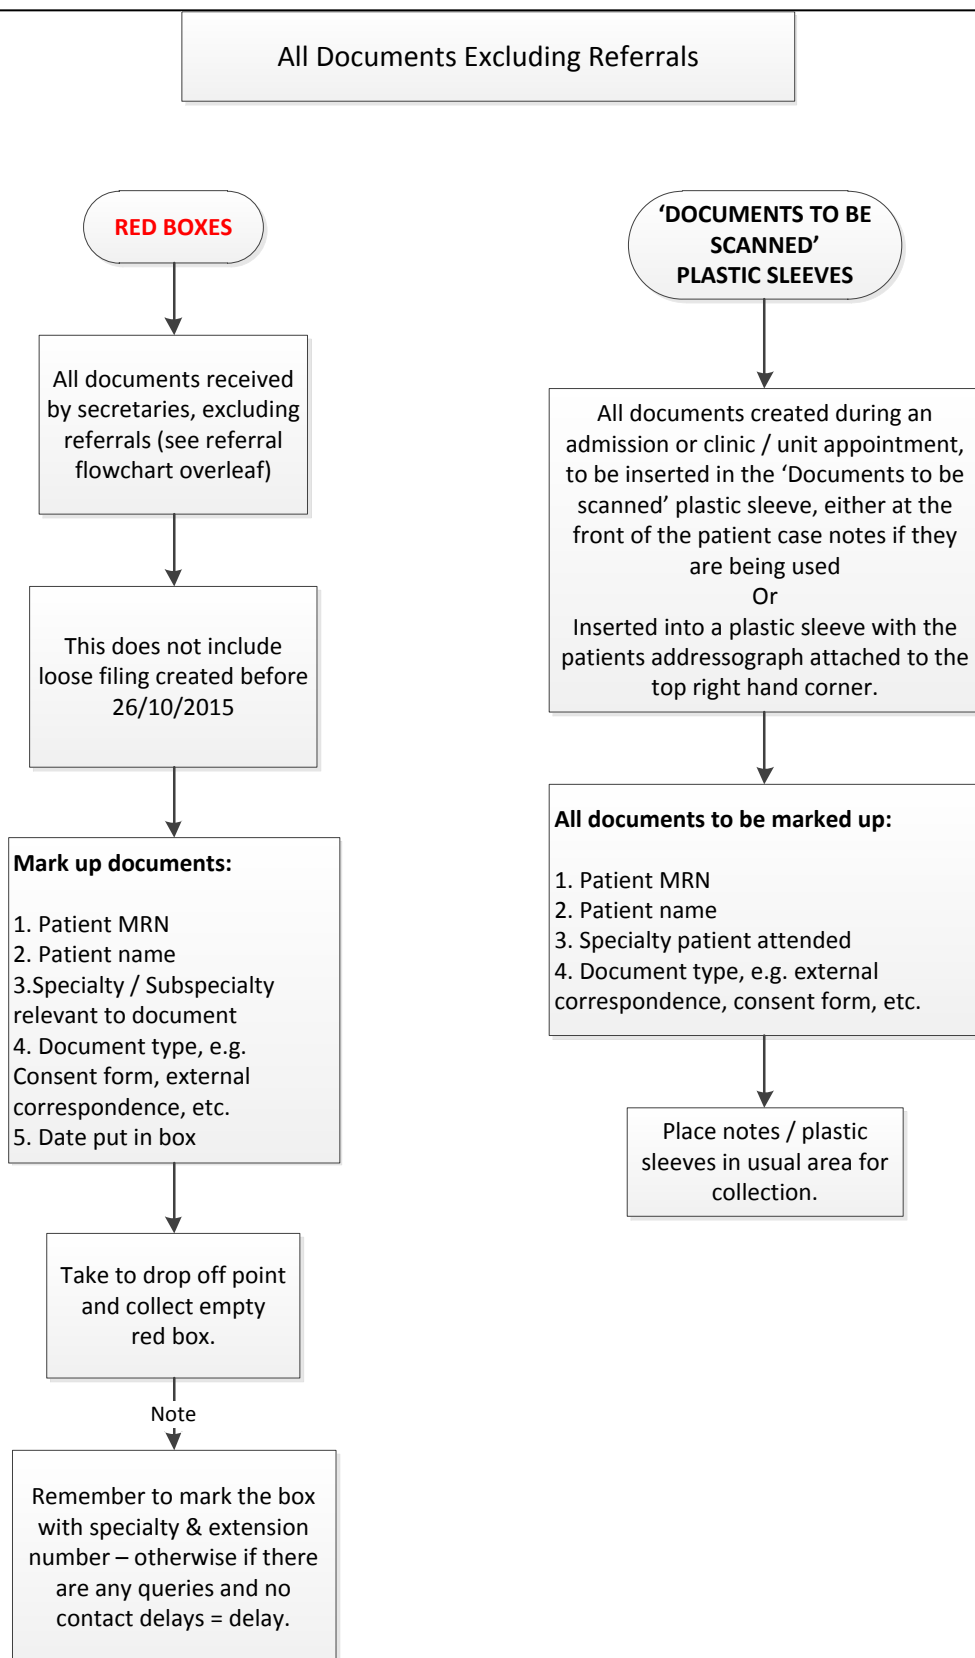 All Documents Excluding Referrals
RED BOXES
All documents received
by secretaries, excluding
referrals (see referral
flowchart overleaf)
This does not include
loose filing created before
26/10/2015
Mark up documents:
1. Patient MRN
2. Patient name
3.Specialty / Subspecialty
relevant to document
4. Document type, e.g.
Consent form, external
correspondence, etc.
5. Date put in box
Take to drop off point
and collect empty
red box.
Note
Remember to mark the box
with specialty & extension
number – otherwise if there
are any queries and no
contact delays = delay.
‘DOCUMENTS TO BE
SCANNED’
PLASTIC SLEEVES
All documents created during an
admission or clinic / unit appointment,
to be inserted in the ‘Documents to be
scanned’ plastic sleeve, either at the
front of the patient case notes if they
are being used
Or
Inserted into a plastic sleeve with the
patients addressograph attached to the
top right hand corner.
All documents to be marked up:
1. Patient MRN
2. Patient name
3. Specialty patient attended
4. Document type, e.g. external
correspondence, consent form, etc.
Place notes / plastic
sleeves in usual area for
collection.